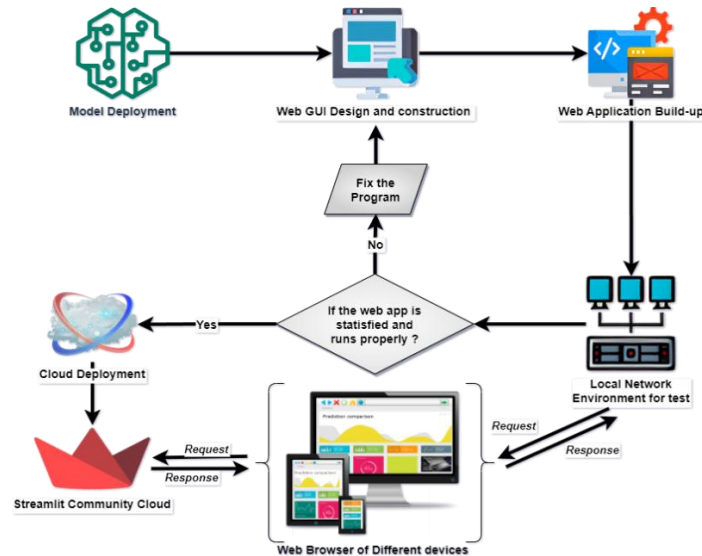 Model Deployment
Web GUI Design and construction
Web Application Build-up
Fix the
Program
No
If the web app is
statisfied and
runs properly ?
Yes
Cloud Deployment
Local Network
Environment for test
Request
Response
Prediction comparison
Request
Response
Streamlit Community Cloud
Web Browser of Different devices